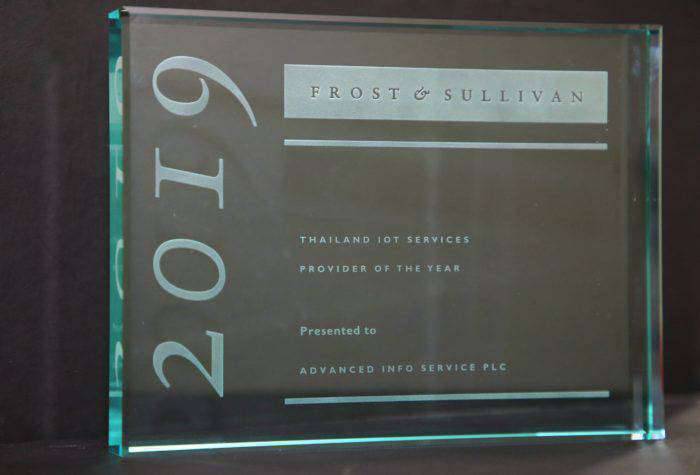 2019
FROST & SULLIVAN
THAILAND IOT SERVICES
PROVIDER OF THE YEAR
Presented to
ADVANCED INFO SERVICE PLC